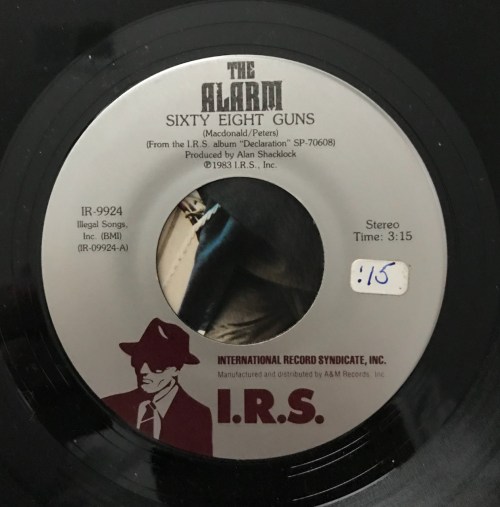 THE
ALARM
SIXTY EIGHT GUNS
(Macdonald/Peters)
(From the I.R.S. album "Declaration" SP-70608)
Produced by Alan Shacklock
℗1983 I.R.S., Inc.
IR-9924
Illegal Songs,
Inc. (BMI)
(IR-09924-A)
Stereo
Time: 3:15
:15
INTERNATIONAL RECORD SYNDICATE, INC.
Manufactured and distributed by A&M Records, Inc
I.R.S.